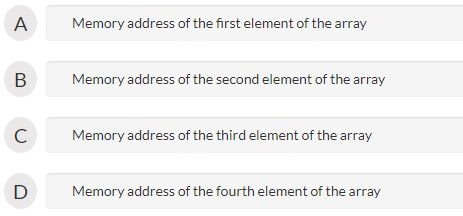 A Memory address of the first element of the array
B Memory address of the second element of the array
C Memory address of the third element of the array
D Memory address of the fourth element of the array